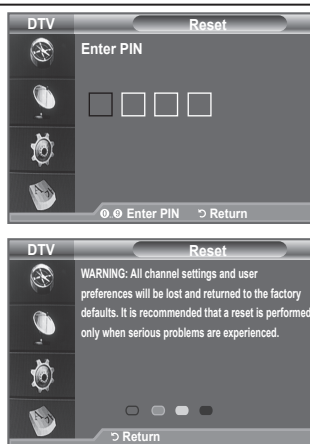 DTV Reset
Enter PIN
0..9 Enter PIN Return
DTV Reset
WARNING: All channel settings and user
preferences will be lost and returned to the factory
defaults. It is recommended that a reset is performed
only when serious problems are experienced.
Return